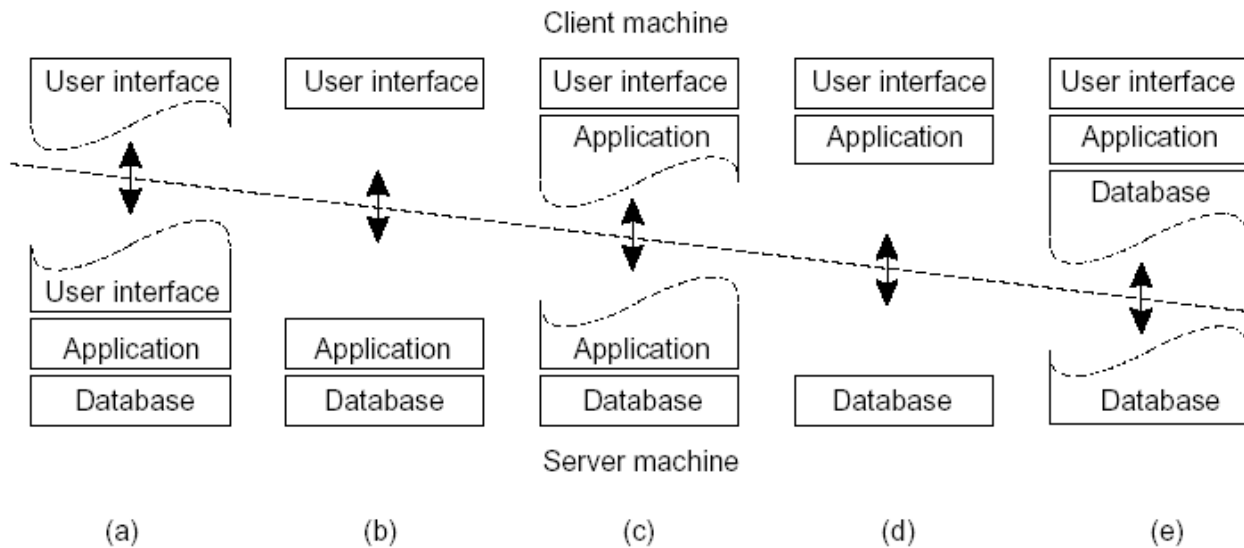 Client machine
User interface
User interface
User interface
User interface
User interface
Application
Application
Application
Database
User interface
Application
Application
Application
Database
Database
Database
Database
Database
Server machine
(a)
(b)
(c)
(d)
(e)